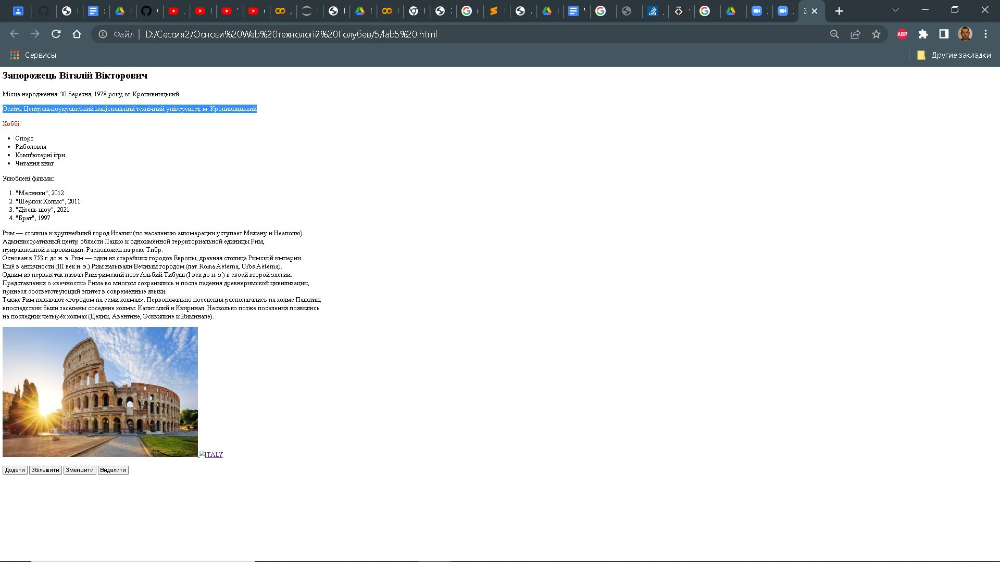 Файл
D:/Сессия2/Основи%20Web%20технологій%20Голубев/5/lab5%20.html
ABP
Сервисы
Другие закладки
Запорожець Віталій Вікторович
Місце народження: 30 березня, 1978 року, м. Кропивницький
Освіта: Центральноукраїнський національний технічний університет, м. Кропивницький
Хоббі:
Спорт
Риболовля
Комп'ютерні ігри
Читання книг
Улюблені фільми:
1. "Месники", 2012
2. "Шерлок Холмс", 2011
3. "Дізель шоу", 2021
4. "Брат", 1997
Рим — столица и крупнейший город Италии (по населению агломерации уступает Милану и Неаполю).
Административный центр области Лацио и одноимённой территориальной единицы Рим,
приравненной к провинции. Расположен на реке Тибр.
Основан в 753 г. до н. э. Рим — один из старейших городов Европы, древняя столица Римской империи.
Ещё в античности (III век н. э.) Рим называли Вечным городом (лат. Roma Aeterna, Urbs Aeterna).
Одним из первых так назвал Рим римский поэт Альбий Тибулл (I век до н. э.) в своей второй элегии.
Представления о «вечности» Рима во многом сохранились и после падения древнеримской цивилизации,
принеся соответствующий эпитет в современные языки.
Также Рим называют «городом на семи холмах». Первоначально поселения располагались на холме Палатин,
впоследствии были заселены соседние холмы: Капитолий и Квиринал. Несколько позже поселения появились
на последних четырёх холмах (Целии, Авентине, Эсквилине и Виминале).
ITALY
Додати Збільшити Зменшити Видалити